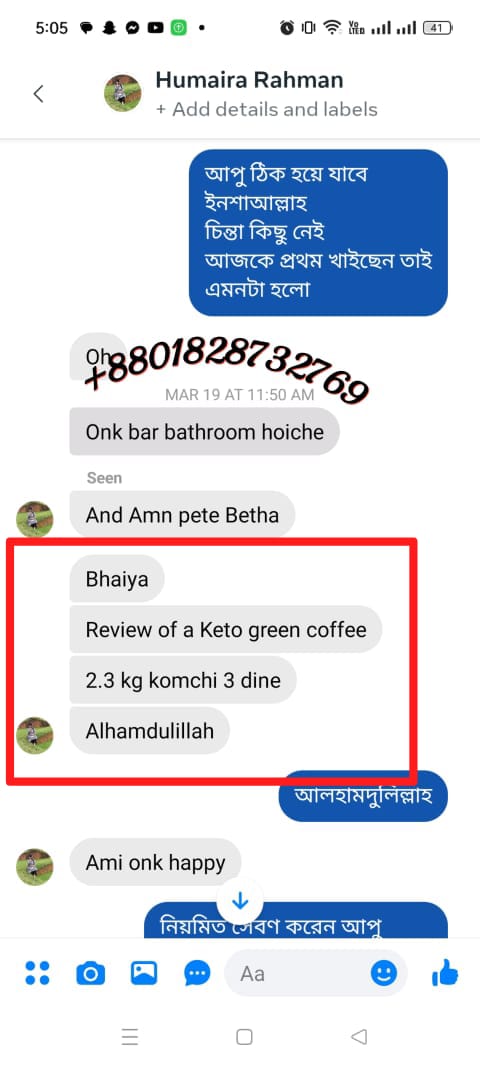 5:05
Vo LTE
41
Humaira Rahman
+ Add details and labels
আপু ঠিক হয়ে যাবে
ইনশাআল্লাহ
চিন্তা কিছু নেই
আজকে প্রথম খাইছেন তাই
এমনটা হলো
Oh
+8801828732769
MAR 19 AT 11:50 AM
Onk bar bathroom hoiche
Seen
And Amn pete Betha
Bhaiya
Review of a Keto green coffee
2.3 kg komchi 3 dine
Alhamdulillah
আলহামদুলিল্লাহ
Ami onk happy
নিয়মিত সেবণ করেন আপু
Aa